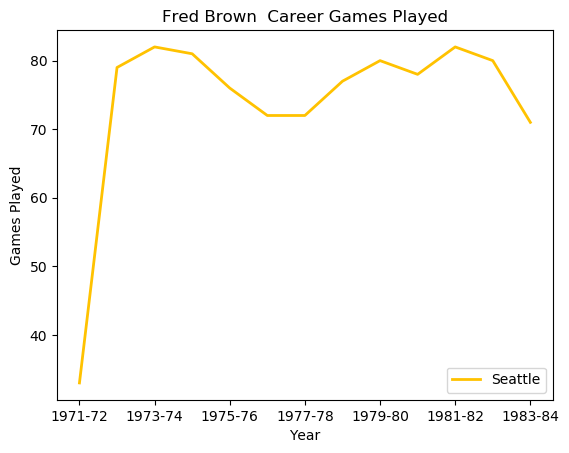 Fred Brown  Career Games Played
Games Played
80
70
60
50
40
Seattle
1971-72 1973-74 1975-76 1977-78 1979-80 1981-82 1983-84
Year